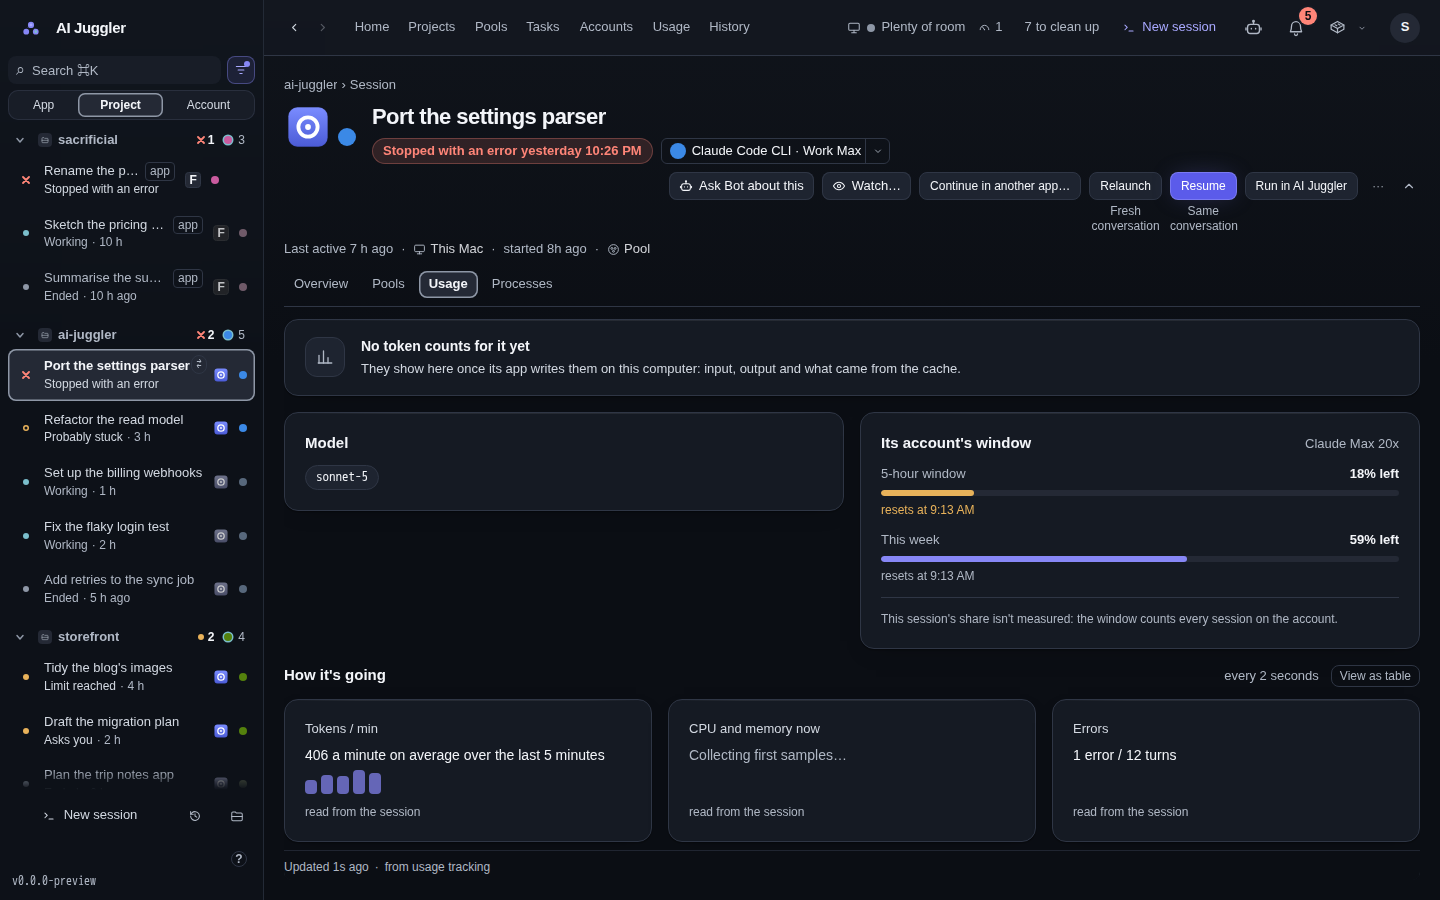 AI Juggler
Search ⌘K
App Project Account
sacrificial 1 3
Rename the p… app F
Stopped with an error
Sketch the pricing … app F
Working · 10 h
Summarise the su… app F
Ended · 10 h ago
ai-juggler 2 5
Port the settings parser
Stopped with an error
Refactor the read model
Probably stuck · 3 h
Set up the billing webhooks
Working · 1 h
Fix the flaky login test
Working · 2 h
Add retries to the sync job
Ended · 5 h ago
storefront 2 4
Tidy the blog's images
Limit reached · 4 h
Draft the migration plan
Asks you · 2 h
Plan the trip notes app
New session
?
v0.0.0-preview
Home Projects Pools Tasks Accounts Usage History
Plenty of room 1 7 to clean up New session 5 S
ai-juggler › Session
Port the settings parser
Stopped with an error yesterday 10:26 PM Claude Code CLI · Work Max
Ask Bot about this Watch… Continue in another app… Relaunch Resume Run in AI Juggler ···
Fresh conversation Same conversation
Last active 7 h ago · This Mac · started 8h ago · Pool
Overview Pools Usage Processes
No token counts for it yet
They show here once its app writes them on this computer: input, output and what came from the cache.
Model
sonnet-5
Its account's window Claude Max 20x
5-hour window 18% left
resets at 9:13 AM
This week 59% left
resets at 9:13 AM
This session's share isn't measured: the window counts every session on the account.
How it's going every 2 seconds View as table
Tokens / min
406 a minute on average over the last 5 minutes
read from the session
CPU and memory now
Collecting first samples…
read from the session
Errors
1 error / 12 turns
read from the session
Updated 1s ago · from usage tracking